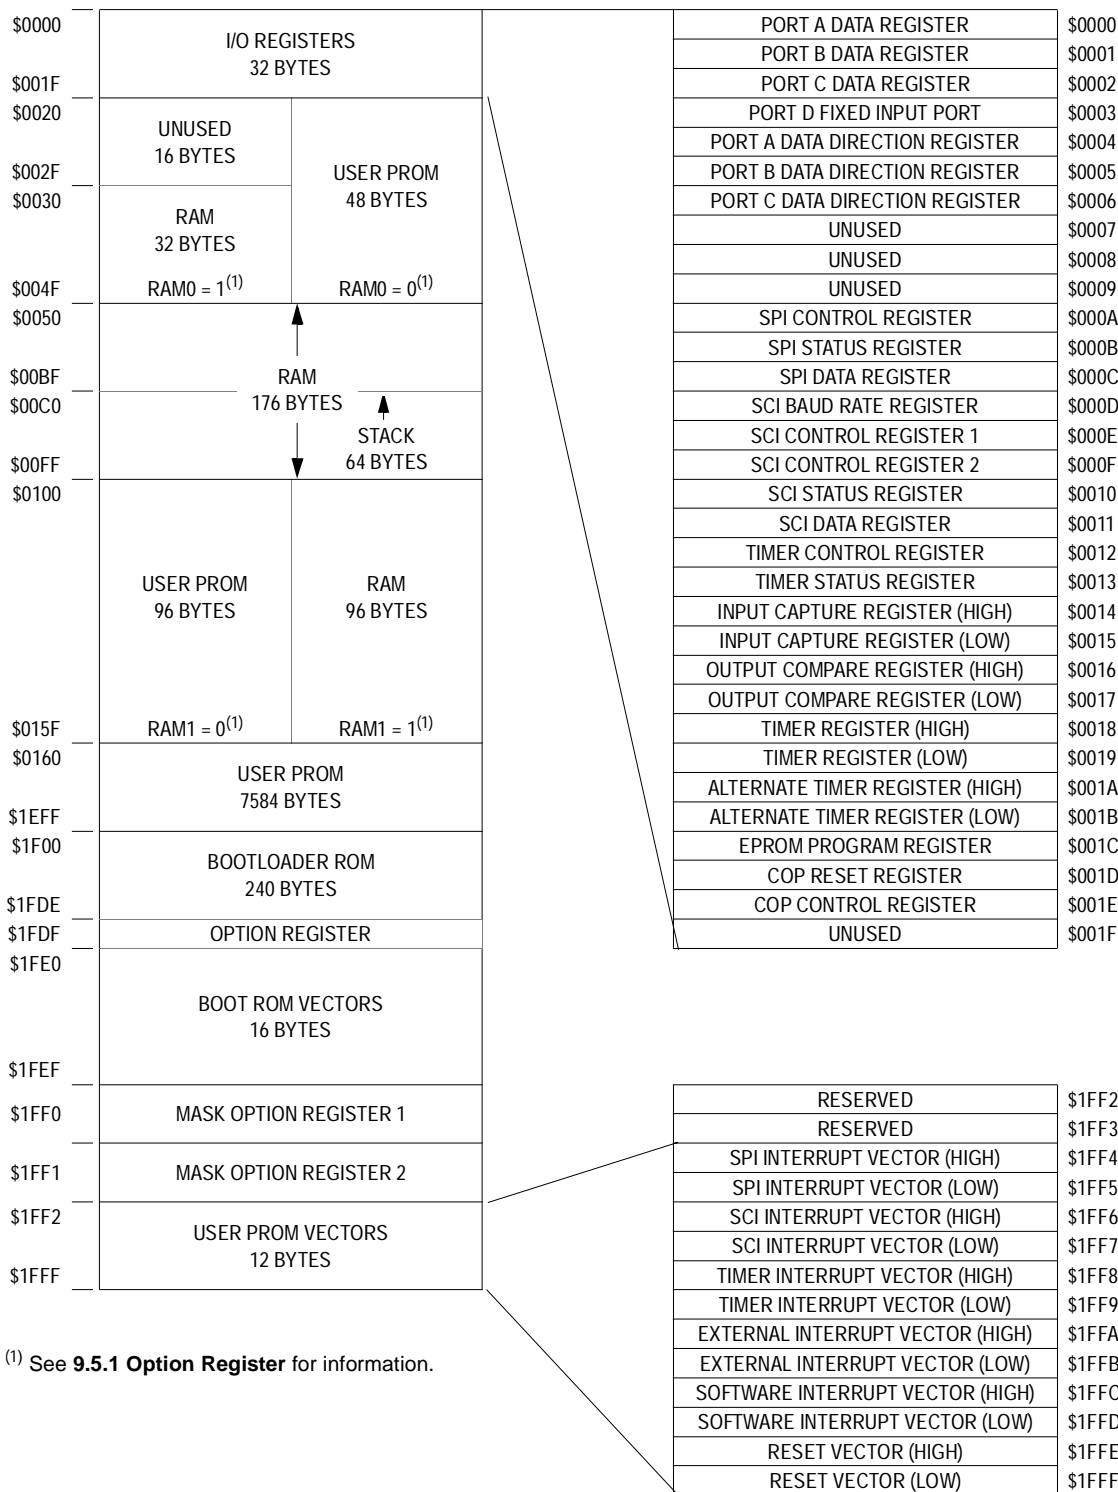 $0000
I/O REGISTERS
32 BYTES
$001F
$0020
UNUSED
16 BYTES
USER PROM
48 BYTES
$002F
$0030
RAM
32 BYTES
$004F
RAM0 = 1(1)
RAM0 = 0(1)
$0050
$00BF
RAM
176 BYTES
$00C0
STACK
64 BYTES
$00FF
$0100
USER PROM
96 BYTES
RAM
96 BYTES
$015F
RAM1 = 0(1)
RAM1 = 1(1)
$0160
USER PROM
7584 BYTES
$1EFF
$1F00
BOOTLOADER ROM
240 BYTES
$1FDE
$1FDF
OPTION REGISTER
$1FE0
BOOT ROM VECTORS
16 BYTES
$1FEF
$1FF0
MASK OPTION REGISTER 1
$1FF1
MASK OPTION REGISTER 2
$1FF2
USER PROM VECTORS
12 BYTES
$1FFF
(1) See 9.5.1 Option Register for information.
PORT A DATA REGISTER $0000
PORT B DATA REGISTER $0001
PORT C DATA REGISTER $0002
PORT D FIXED INPUT PORT $0003
PORT A DATA DIRECTION REGISTER $0004
PORT B DATA DIRECTION REGISTER $0005
PORT C DATA DIRECTION REGISTER $0006
UNUSED $0007
UNUSED $0008
UNUSED $0009
SPI CONTROL REGISTER $000A
SPI STATUS REGISTER $000B
SPI DATA REGISTER $000C
SCI BAUD RATE REGISTER $000D
SCI CONTROL REGISTER 1 $000E
SCI CONTROL REGISTER 2 $000F
SCI STATUS REGISTER $0010
SCI DATA REGISTER $0011
TIMER CONTROL REGISTER $0012
TIMER STATUS REGISTER $0013
INPUT CAPTURE REGISTER (HIGH) $0014
INPUT CAPTURE REGISTER (LOW) $0015
OUTPUT COMPARE REGISTER (HIGH) $0016
OUTPUT COMPARE REGISTER (LOW) $0017
TIMER REGISTER (HIGH) $0018
TIMER REGISTER (LOW) $0019
ALTERNATE TIMER REGISTER (HIGH) $001A
ALTERNATE TIMER REGISTER (LOW) $001B
EPROM PROGRAM REGISTER $001C
COP RESET REGISTER $001D
COP CONTROL REGISTER $001E
UNUSED $001F
RESERVED $1FF2
RESERVED $1FF3
SPI INTERRUPT VECTOR (HIGH) $1FF4
SPI INTERRUPT VECTOR (LOW) $1FF5
SCI INTERRUPT VECTOR (HIGH) $1FF6
SCI INTERRUPT VECTOR (LOW) $1FF7
TIMER INTERRUPT VECTOR (HIGH) $1FF8
TIMER INTERRUPT VECTOR (LOW) $1FF9
EXTERNAL INTERRUPT VECTOR (HIGH) $1FFA
EXTERNAL INTERRUPT VECTOR (LOW) $1FFB
SOFTWARE INTERRUPT VECTOR (HIGH) $1FFC
SOFTWARE INTERRUPT VECTOR (LOW) $1FFD
RESET VECTOR (HIGH) $1FFE
RESET VECTOR (LOW) $1FFF